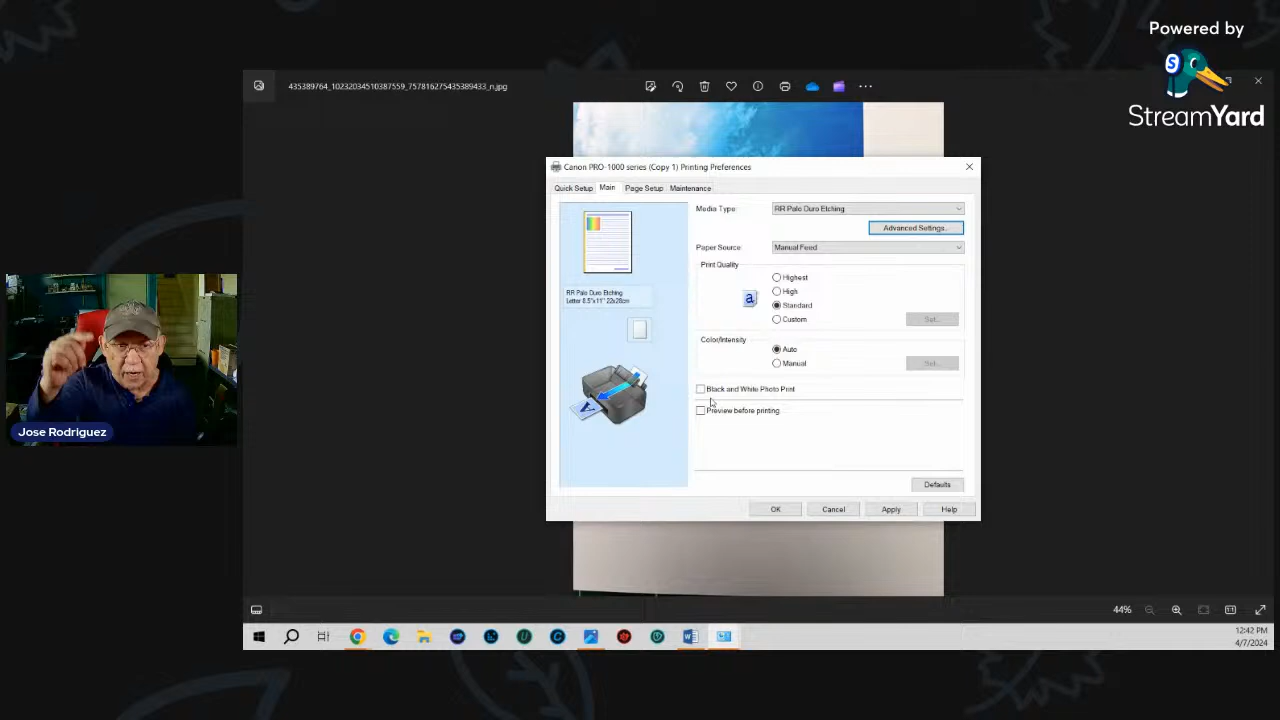 Powered by
StreamYard
435389764_10232034510387559_757816275435389433_n.jpg
Canon PRO-1000 series (Copy 1) Printing Preferences
Quick Setup Main Page Setup Maintenance
Media Type: RR Palo Duro Etching
Advanced Settings...
Paper Source: Manual Feed
Print Quality
Highest
High
Standard
Custom
Set...
Color/Intensity
Auto
Manual
Set...
Black and White Photo Print
Preview before printing
Defaults
OK Cancel Apply Help
RR Palo Duro Etching
Letter 8.5"x11" 22x28cm
a
Jose Rodriguez
44%
12:42 PM
4/7/2024